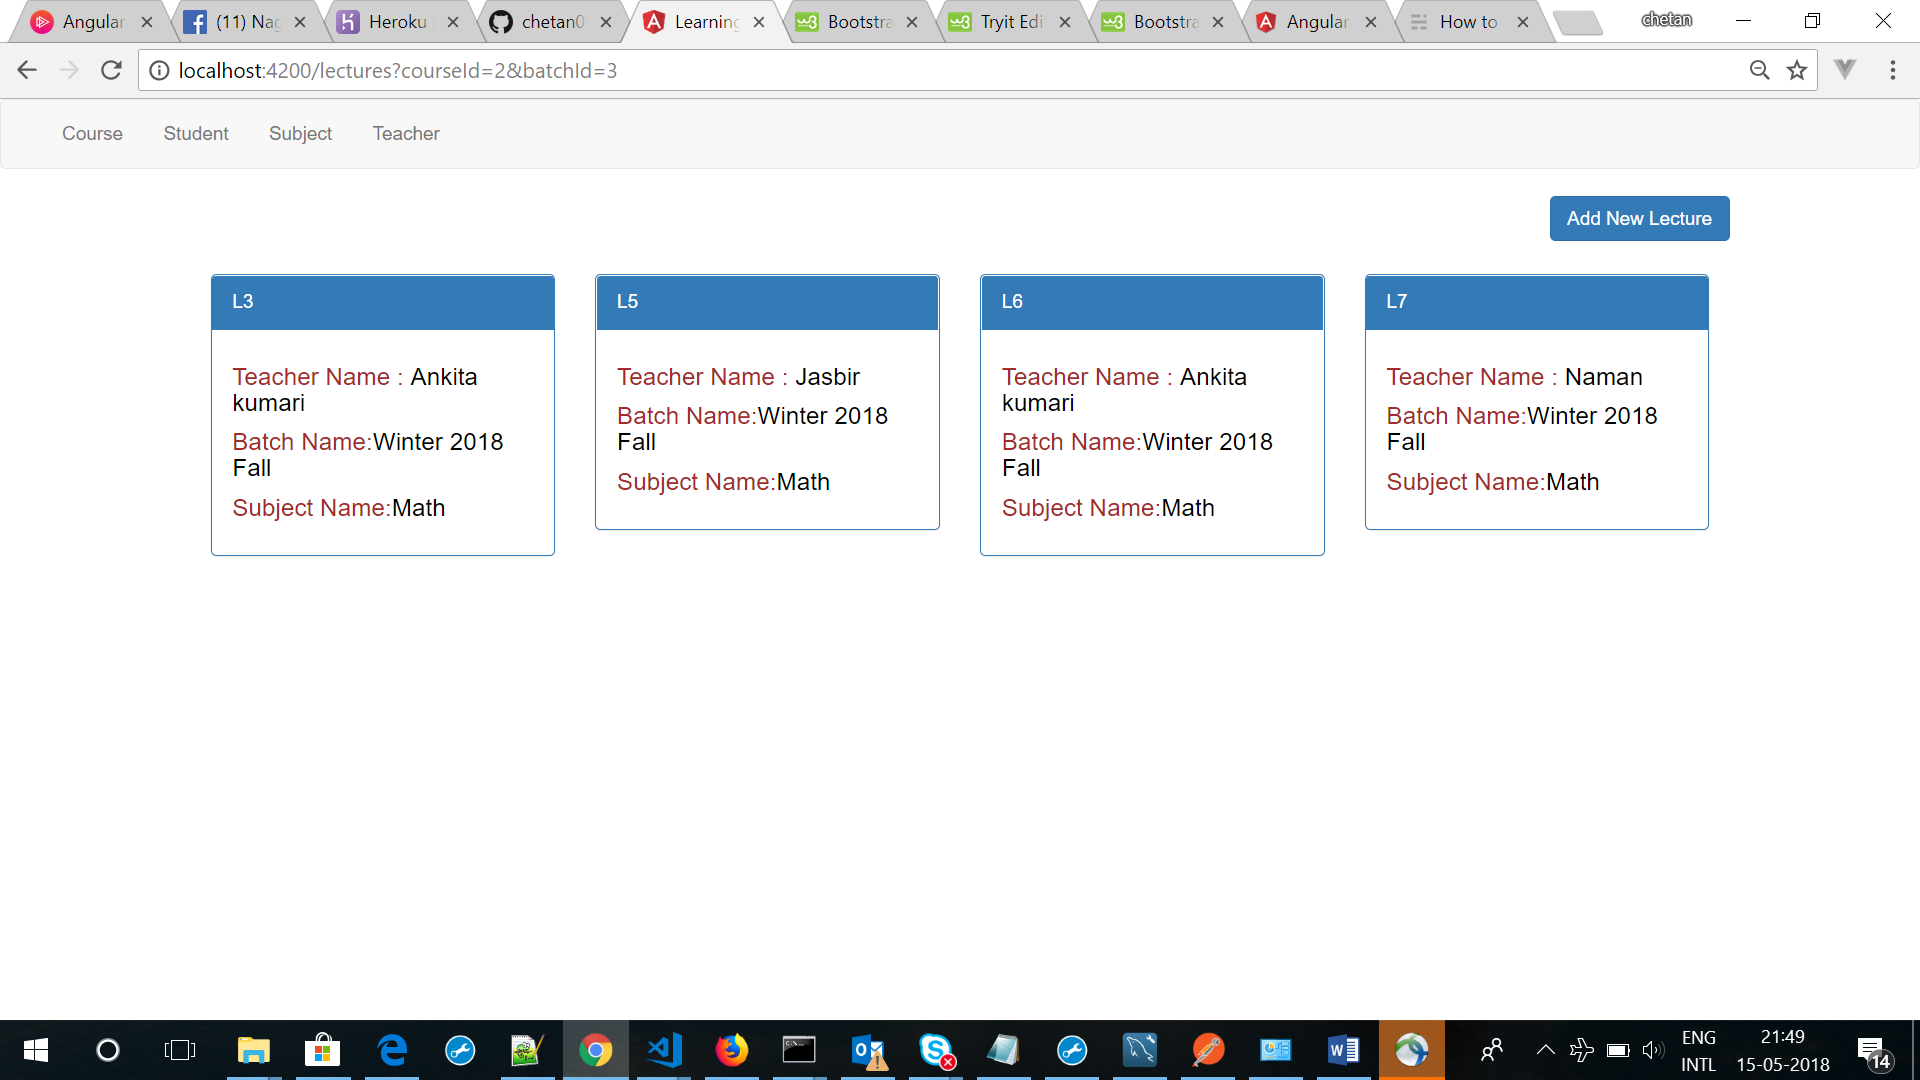 Angular
(11) Nag
Heroku
chetan0
Learning
Bootstra
Tryit Edi
Bootstra
Angular
How to
chetan
localhost:4200/lectures?courseId=2&batchId=3
Course Student Subject Teacher
Add New Lecture
L3
Teacher Name : Ankita
kumari
Batch Name:Winter 2018
Fall
Subject Name:Math
L5
Teacher Name : Jasbir
Batch Name:Winter 2018
Fall
Subject Name:Math
L6
Teacher Name : Ankita
kumari
Batch Name:Winter 2018
Fall
Subject Name:Math
L7
Teacher Name : Naman
Batch Name:Winter 2018
Fall
Subject Name:Math
ENG
INTL
21:49
15-05-2018
14